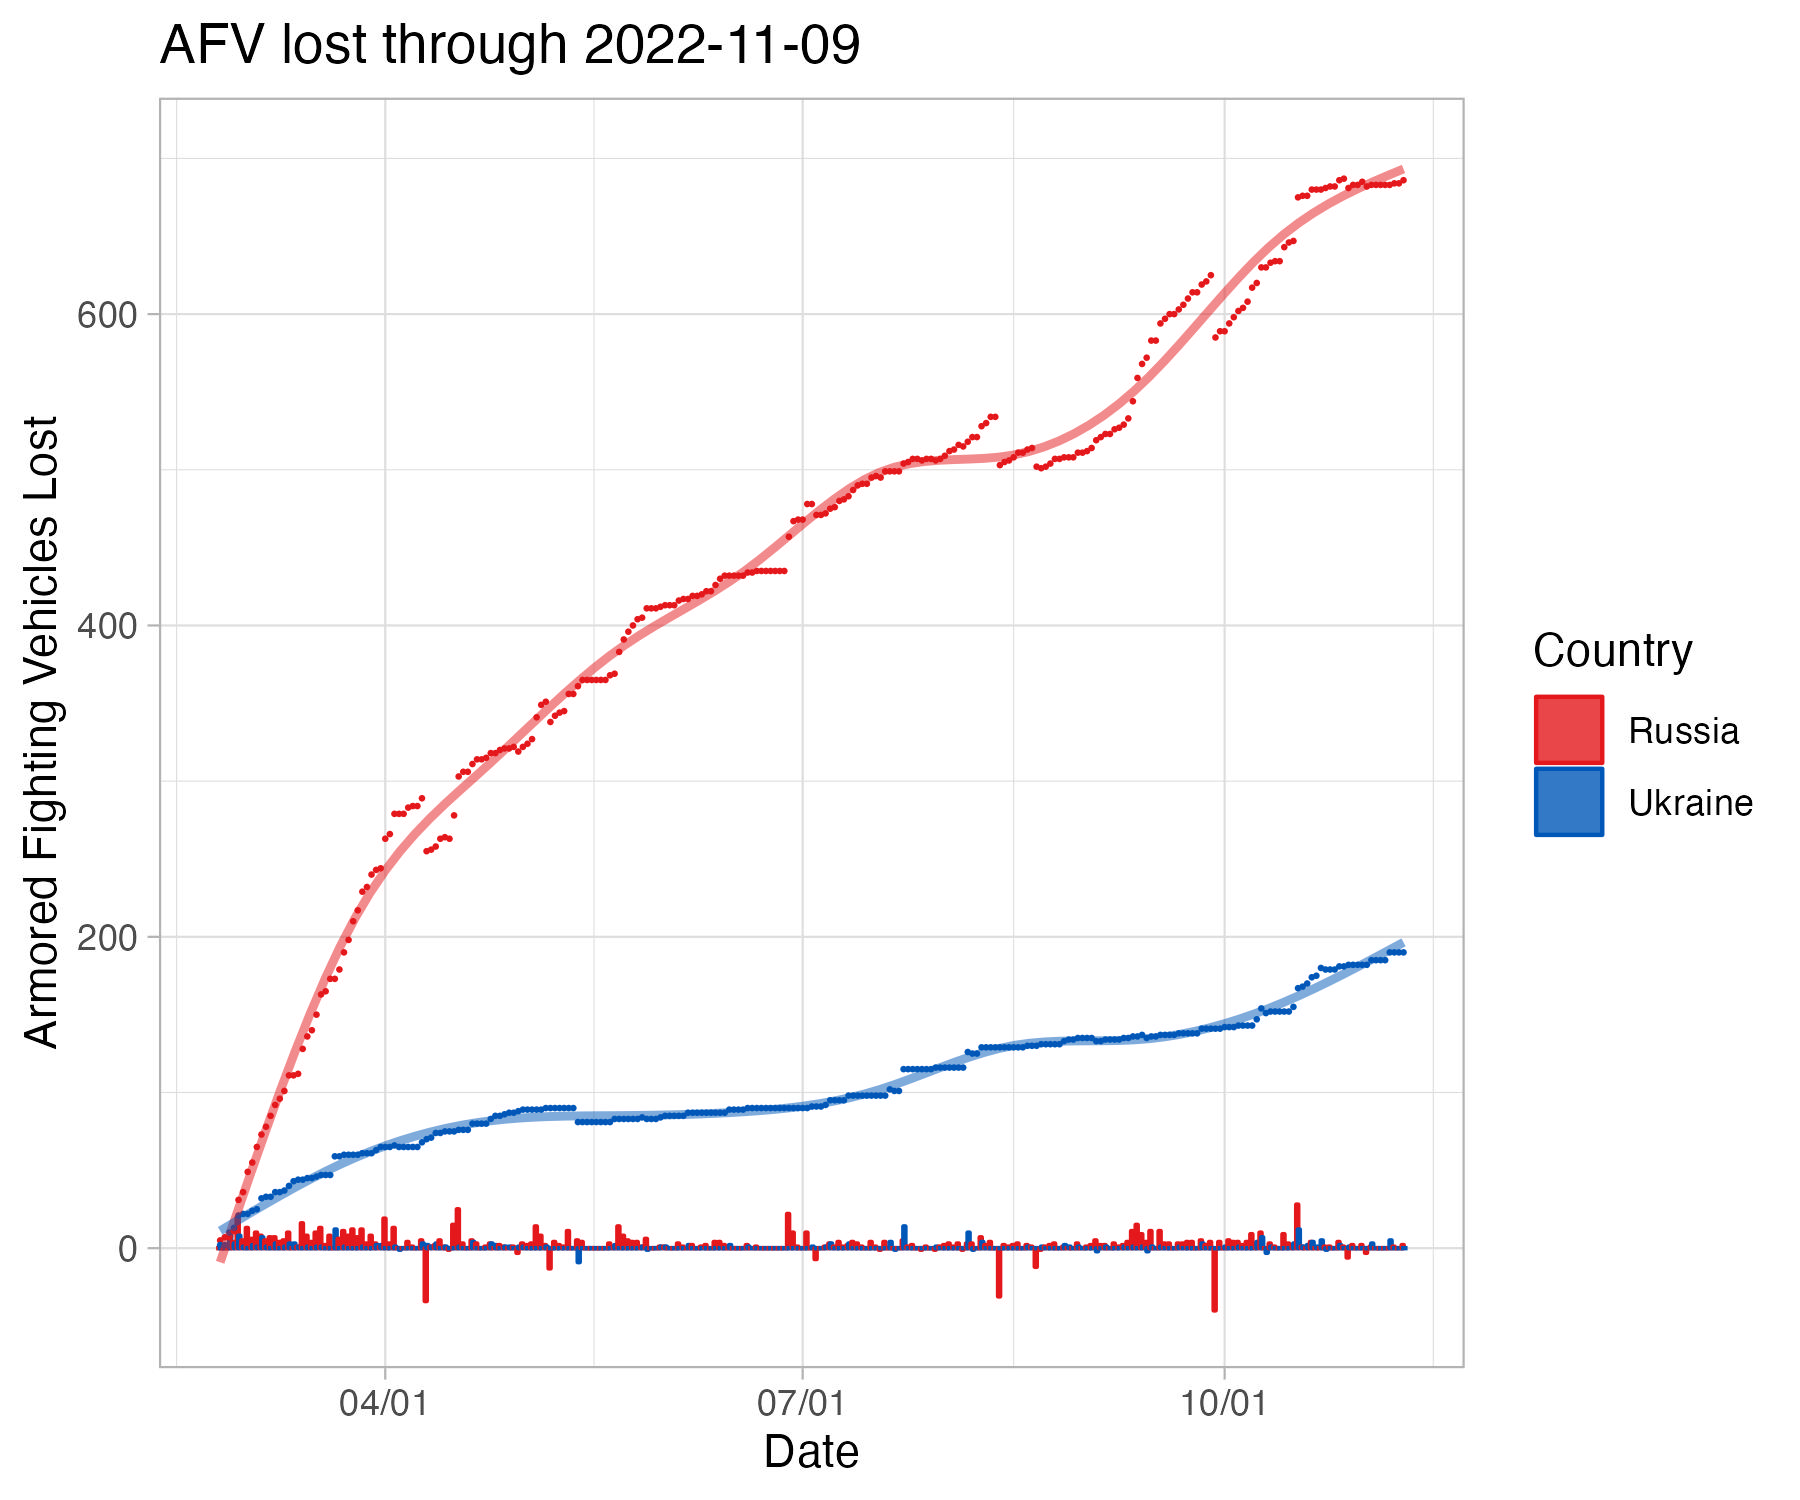 AFV lost through 2022-11-09
Armored Fighting Vehicles Lost
600
400
200
0
04/01
07/01
10/01
Date
Country
Russia
Ukraine